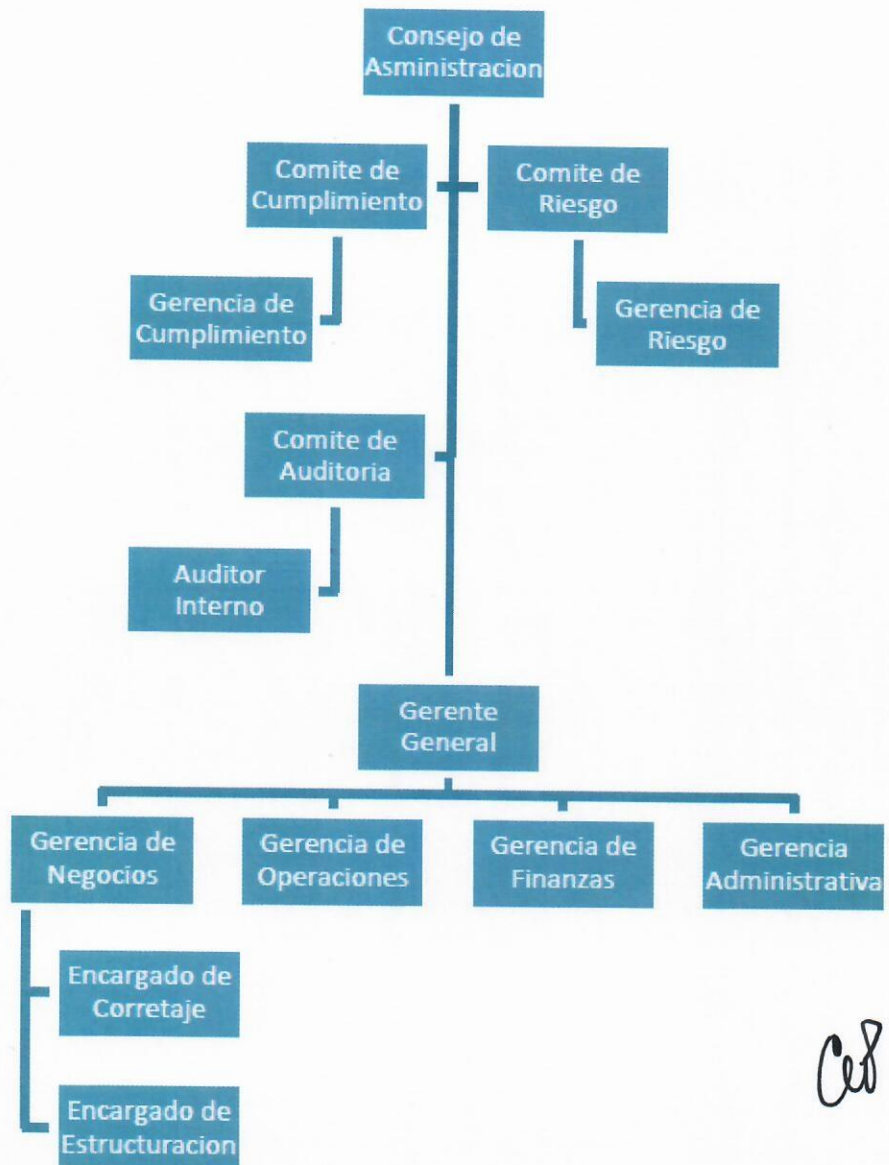 Consejo de
Asministracion
Comite de
Cumplimiento
Comite de
Riesgo
Gerencia de
Cumplimiento
Gerencia de
Riesgo
Comite de
Auditoria
Auditor
Interno
Gerente
General
Gerencia de
Negocios
Gerencia de
Operaciones
Gerencia de
Finanzas
Gerencia
Administrativa
Encargado de
Corretaje
Encargado de
Estructuracion